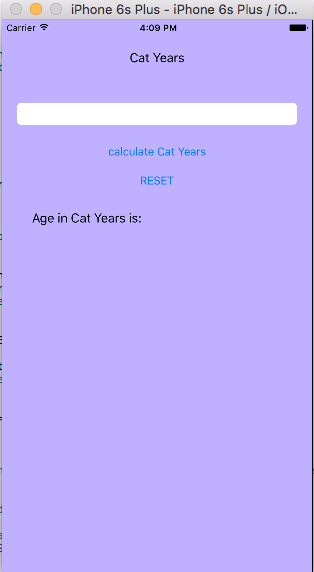 iPhone 6s Plus - iPhone 6s Plus / iO...
Carrier 4:09 PM
Cat Years
calculate Cat Years
RESET
Age in Cat Years is: